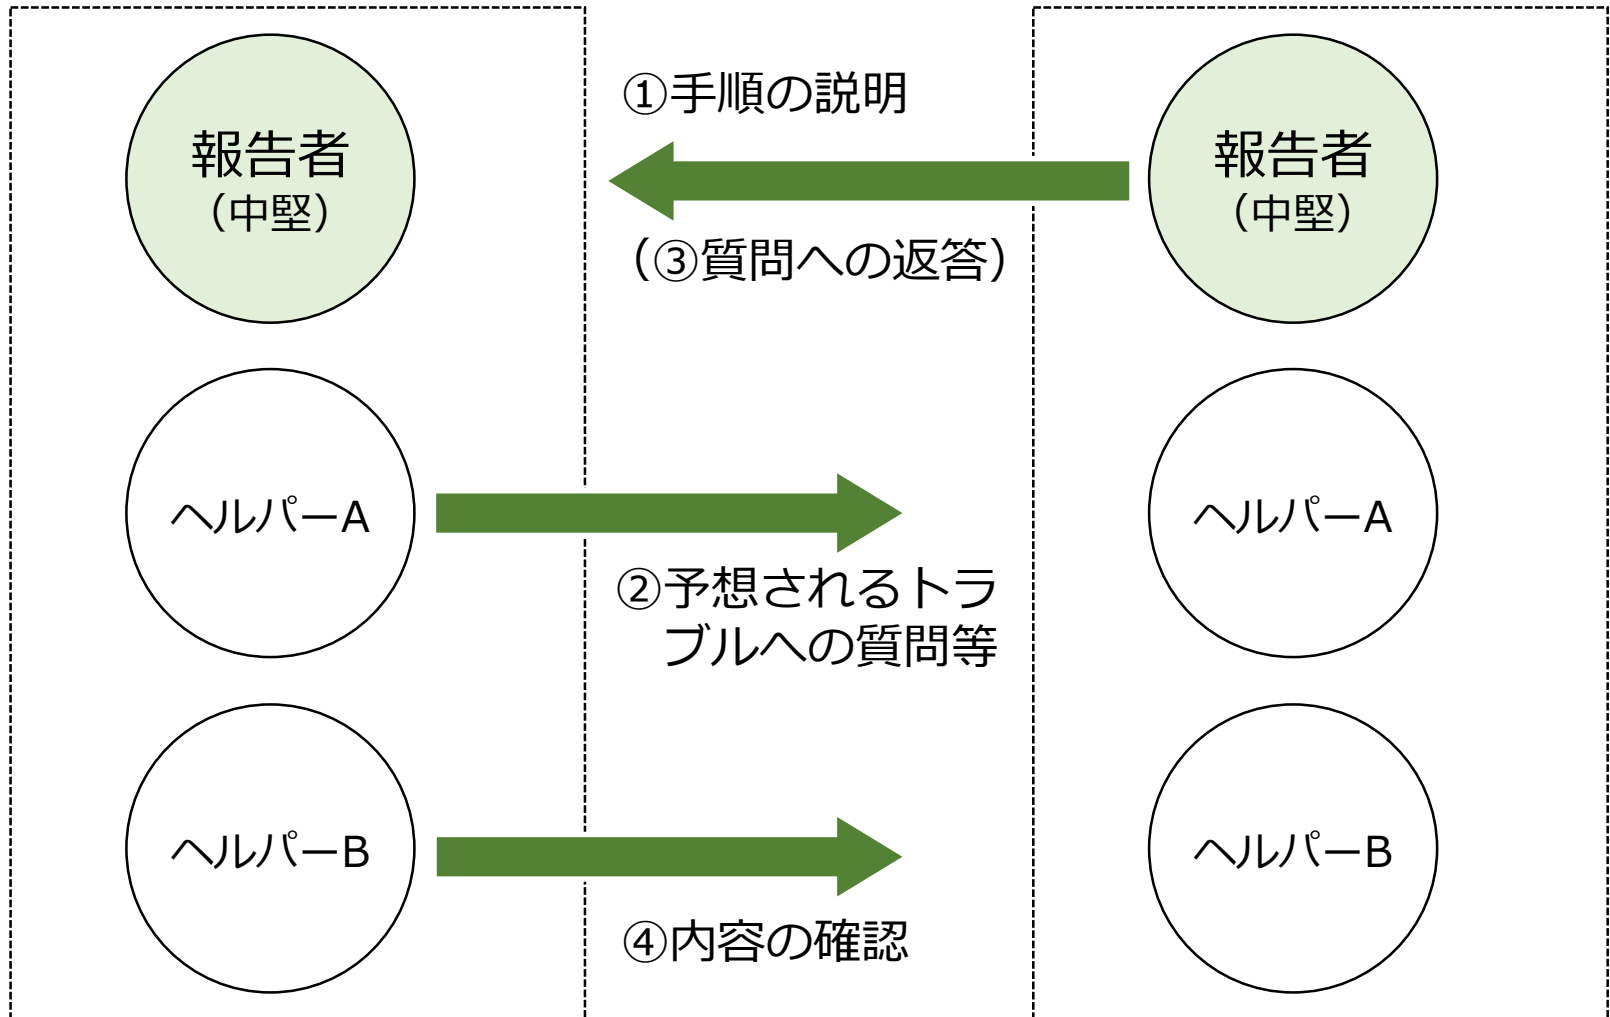 報告者
（中堅）
①手順の説明
（③質問への返答）
報告者
（中堅）
ヘルパーA
②予想されるトラ
ブルへの質問等
ヘルパーA
ヘルパーB
④内容の確認
ヘルパーB